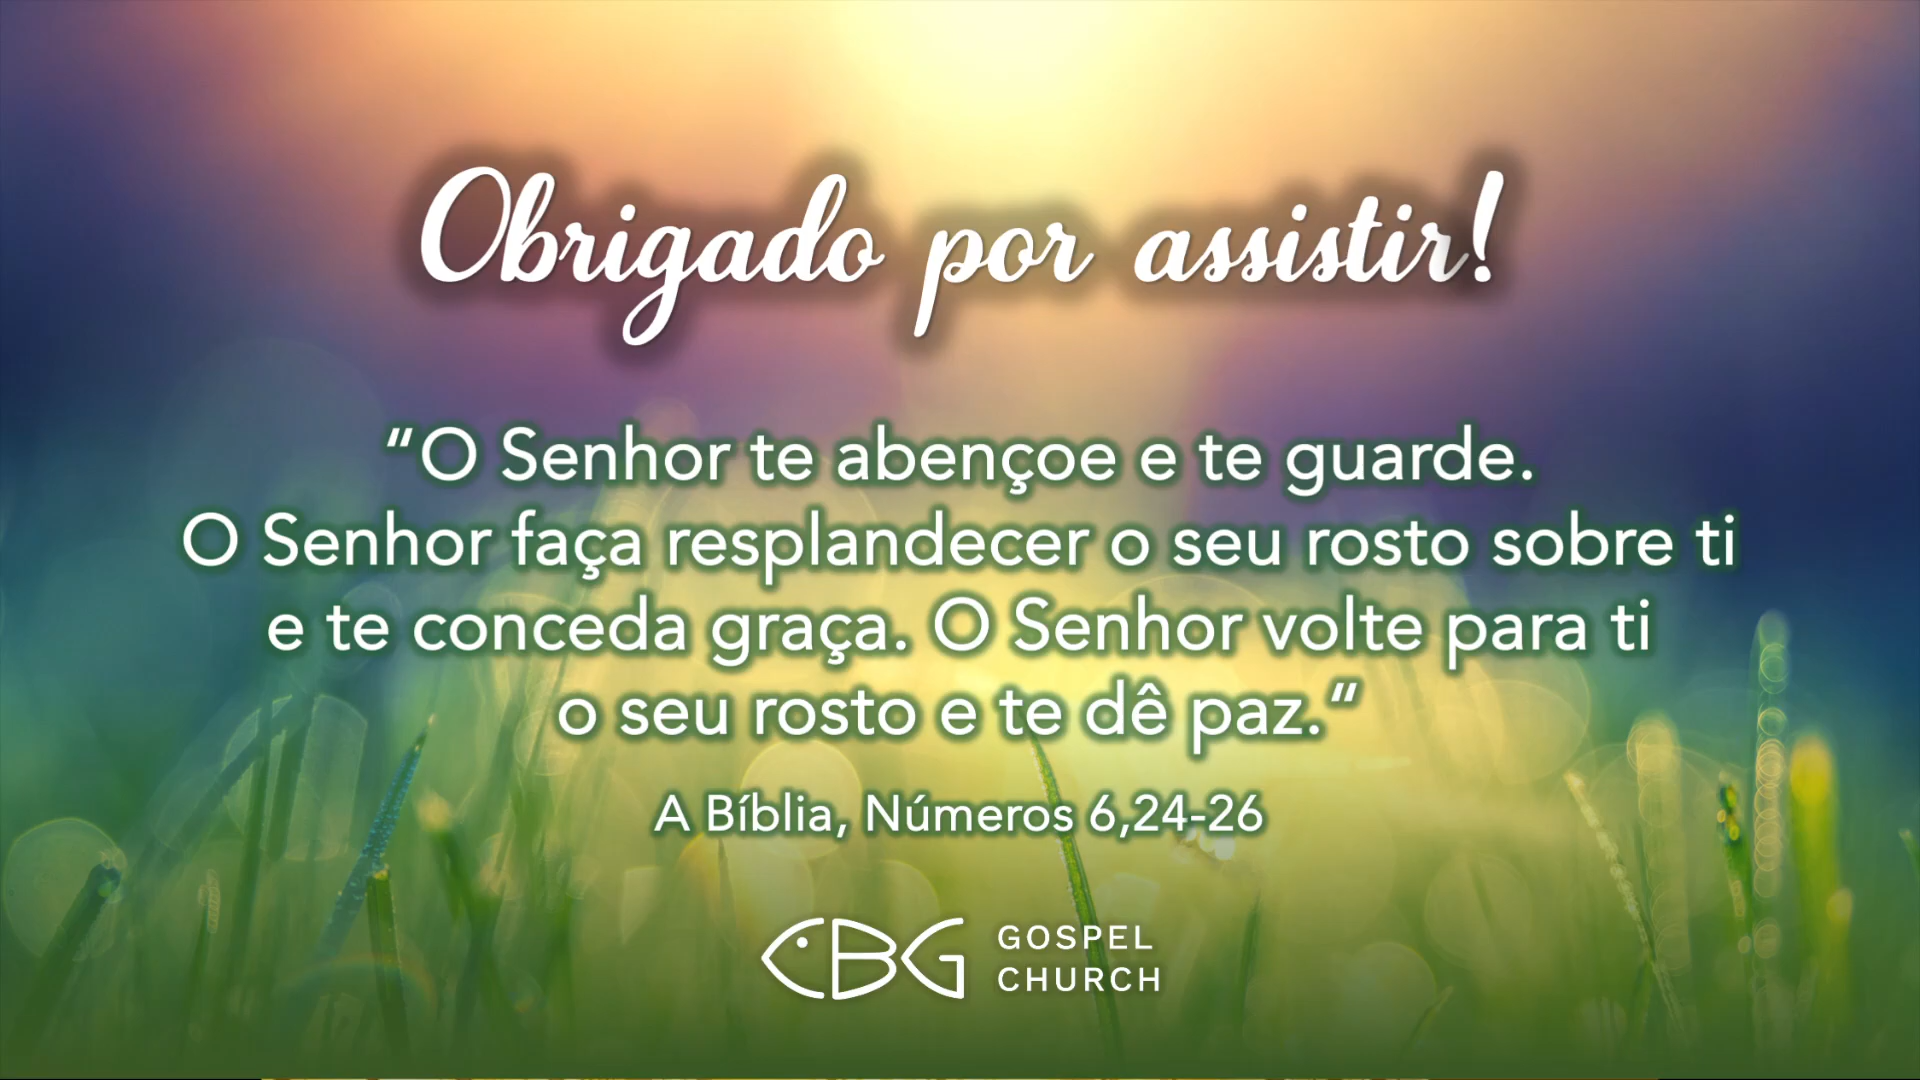 Obrigado por assistir!
“O Senhor te abençoe e te guarde.
O Senhor faça resplandecer o seu rosto sobre ti
e te conceda graça. O Senhor volte para ti
o seu rosto e te dê paz.“
A Bíblia, Números 6,24-26
CBG GOSPEL
CHURCH